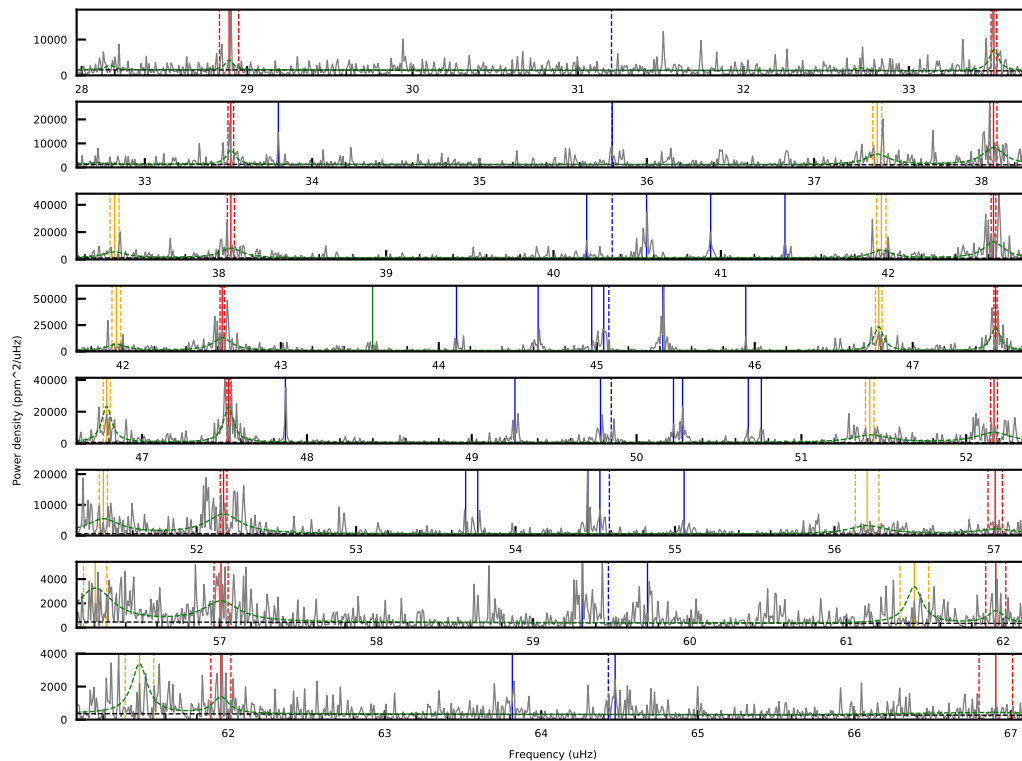 10000
0
28 29 30 31 32 33
20000
10000
0
33 34 35 36 37 38
40000
20000
0
38 39 40 41 42
50000
25000
0
42 43 44 45 46 47
40000
20000
0
47 48 49 50 51 52
20000
10000
0
52 53 54 55 56 57
4000
2000
0
57 58 59 60 61 62
4000
2000
0
62 63 64 65 66 67
Power density (ppm^2/uHz)
Frequency (uHz)